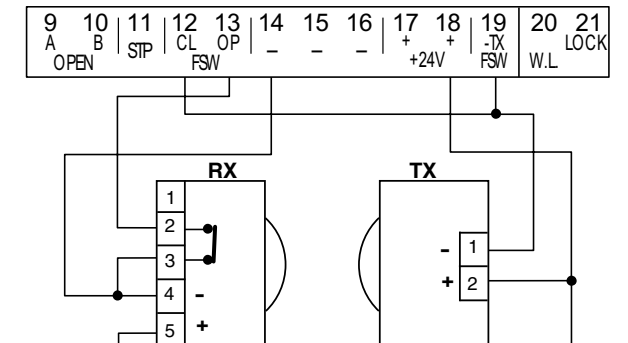 9 10 11 12 13 14 15 16 17 18 19 20 21
A B STP CL OP – – – + + -TX LOCK
OPEN FSW +24V FSW W.L.
RX TX
1
2
3
4 -
5 +
- 1
+ 2